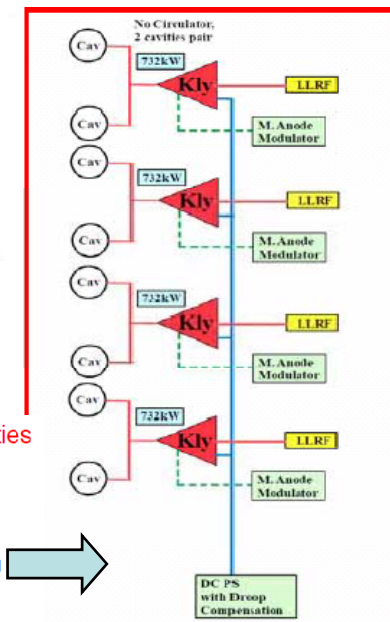 No Circulator,
2 cavities pair
Cav
732kW
Kly
LLRF
Cav
M. Anode
Modulator
Cav
732kW
Kly
LLRF
Cav
M. Anode
Modulator
Cav
732kW
Kly
LLRF
Cav
M. Anode
Modulator
Cav
732kW
ties
Kly
LLRF
Cav
M. Anode
Modulator
DC PS
with Droop
Compensation